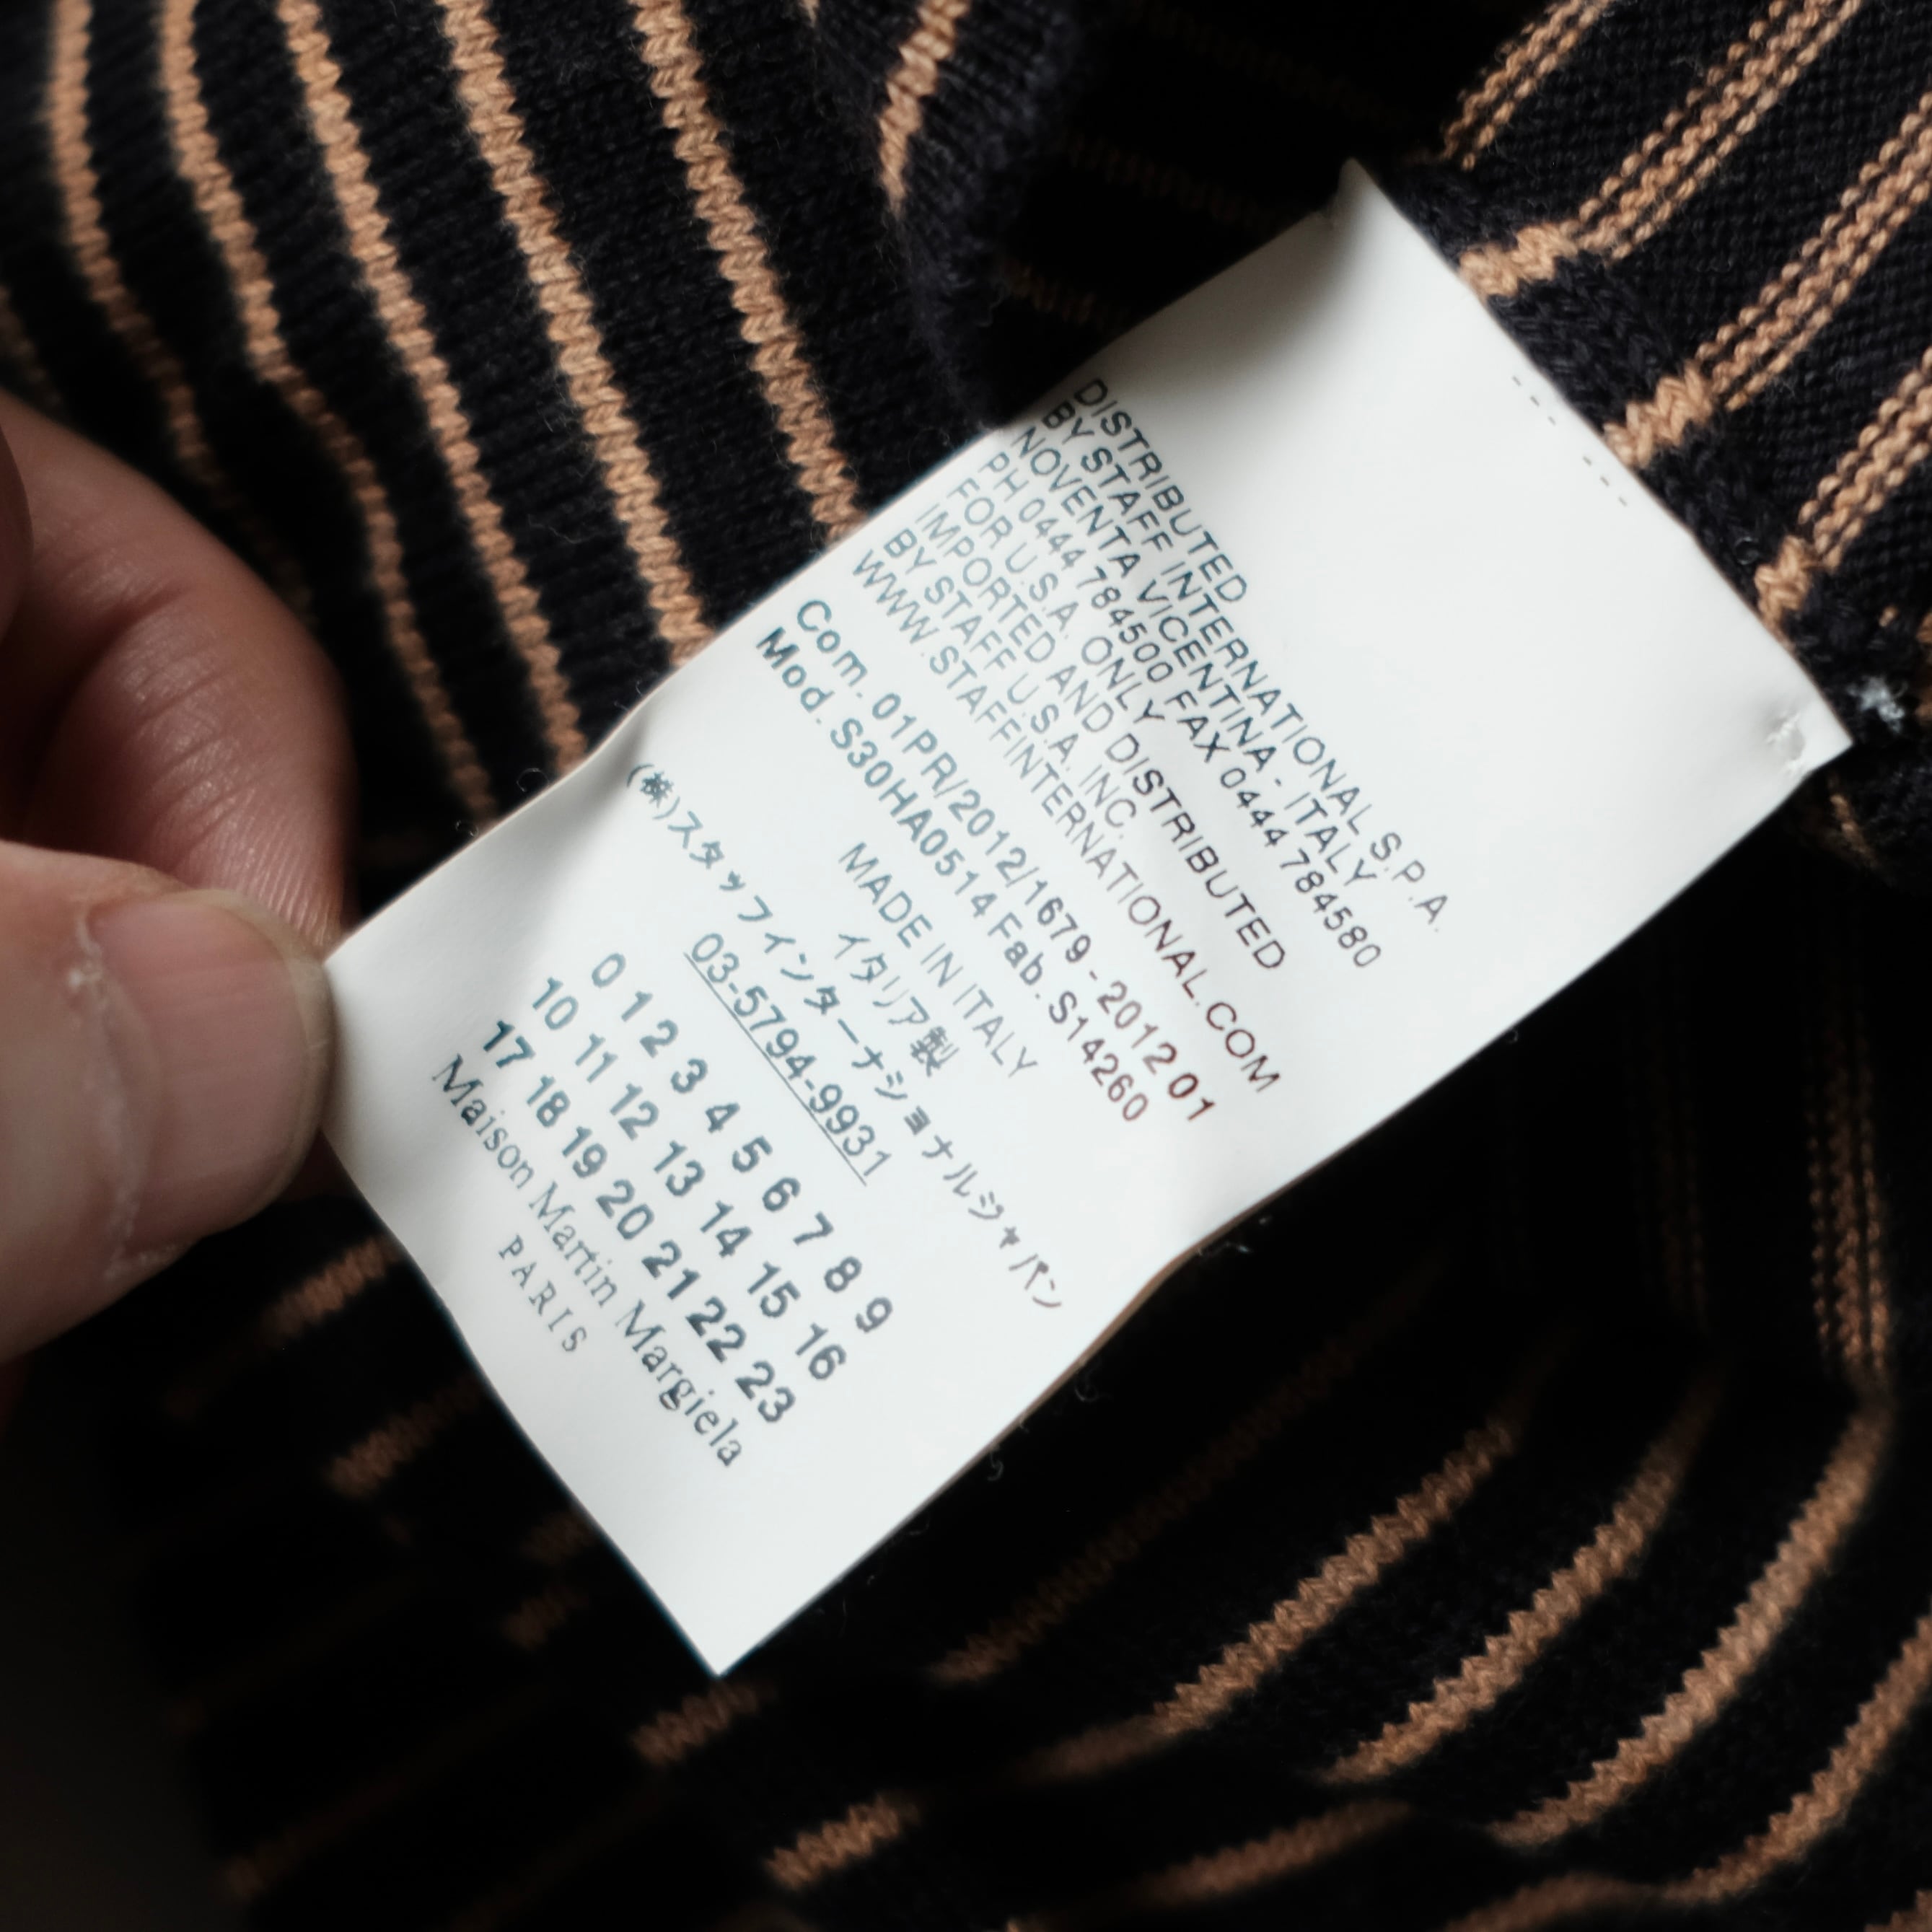 DISTRIBUTED
BY STAFF INTERNATIONAL S.P.A.
NOVENTA VICENTINA - ITALY
PH 0444 784500 FAX 0444 784580
FOR U.S.A. ONLY
IMPORTED AND DISTRIBUTED
BY STAFF U.S.A. INC.
WWW.STAFFINTERNATIONAL.COM
Com. 01PR/2012/1679 - 2012 01
Mod. S30HA0514 Fab. S14260
MADE IN ITALY
イタリア製
(株)スタッフインターナショナルジャパン
03-5794-9931
0 1 2 3 4 5 6 7 8 9
10 11 12 13 14 15 16
17 18 19 20 21 22 23
Maison Martin Margiela
PARIS